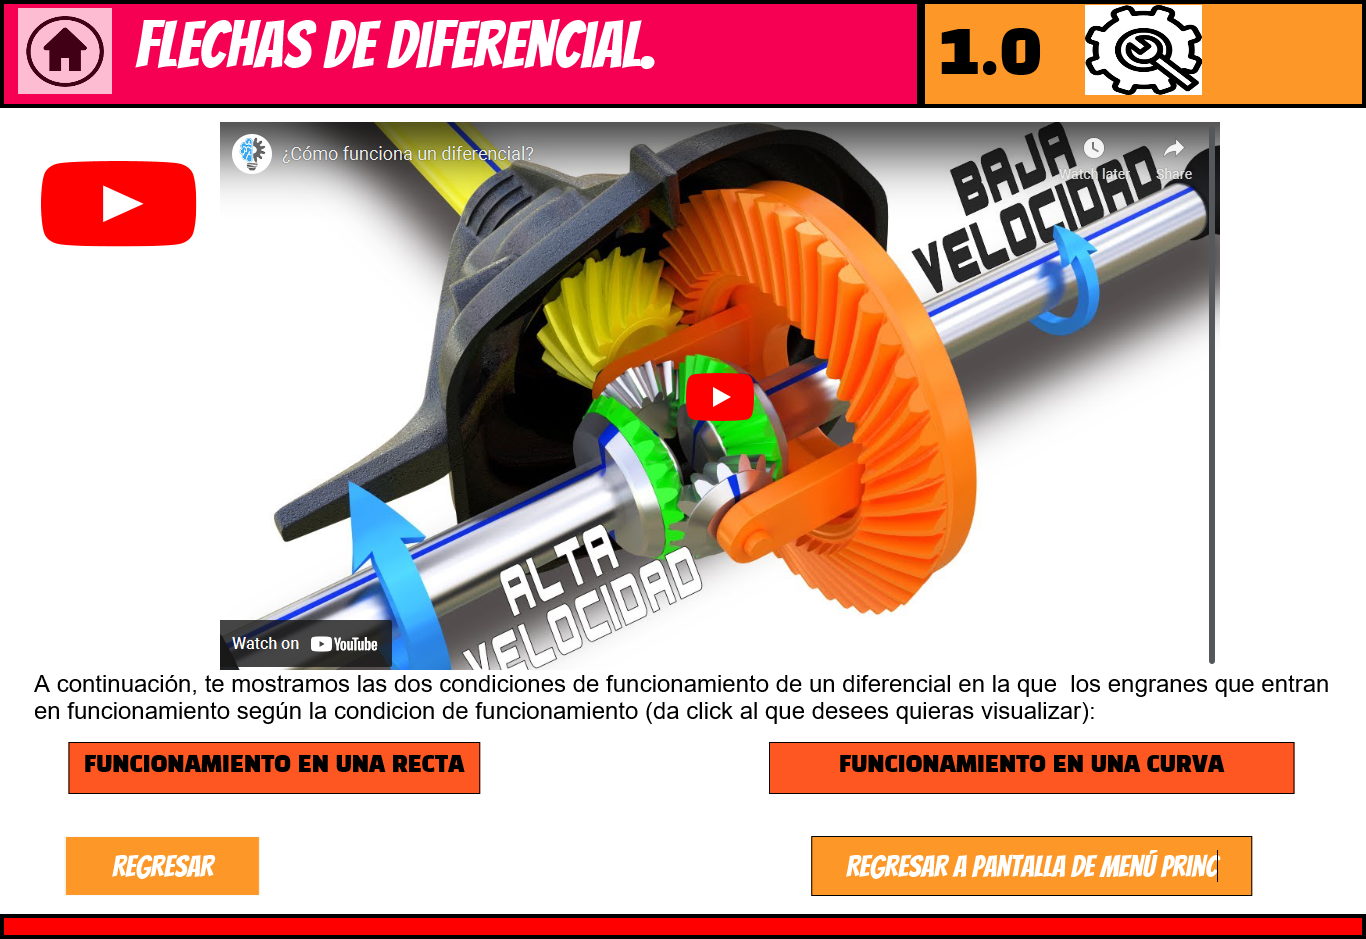 FLECHAS DE DIFERENCIAL.
1.0
¿Cómo funciona un diferencial?
Watch later
Share
BAJA
VELOCIDAD
ALTA
VELOCIDAD
Watch on YouTube
A continuación, te mostramos las dos condiciones de funcionamiento de un diferencial en la que los engranes que entran
en funcionamiento según la condicion de funcionamiento (da click al que desees quieras visualizar):
FUNCIONAMIENTO EN UNA RECTA
FUNCIONAMIENTO EN UNA CURVA
REGRESAR
REGRESAR A PANTALLA DE MENÚ PRINC